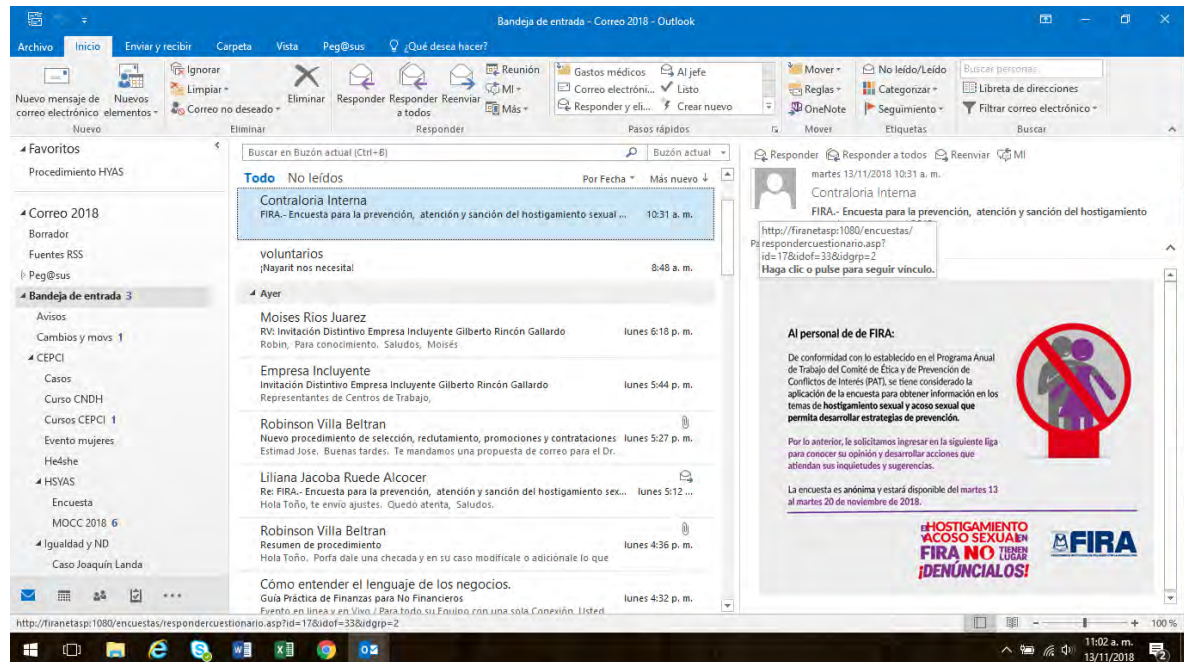 Bandeja de entrada - Correo 2018 - Outlook
Archivo Inicio Enviar y recibir Carpeta Vista Peg@sus ¿Qué desea hacer?
Nuevo mensaje de correo electrónico
Nuevos elementos
Nuevo
Ignorar
Limpiar
Correo no deseado
Eliminar
Eliminar
Responder
Responder a todos
Reenviar
Reunión
MI
Más
Responder
Gastos médicos
Correo electróni...
Responder y eli...
Al jefe
Listo
Crear nuevo
Pasos rápidos
Mover
Reglas
OneNote
Mover
No leído/Leído
Categorizar
Seguimiento
Etiquetas
Buscar personas
Libreta de direcciones
Filtrar correo electrónico
Buscar
Favoritos
Procedimiento HYAS
Correo 2018
Borrador
Fuentes RSS
Peg@sus
Bandeja de entrada 3
Avisos
Cambios y movs 1
CEPCI
Casos
Curso CNDH
Cursos CEPCI 1
Evento mujeres
He4she
HSYAS
Encuesta
MOCC 2018 6
Igualdad y ND
Caso Joaquín Landa
Buscar en Buzón actual (Ctrl+B) Buzón actual
Todo No leídos Por Fecha Más nuevo ↓
Contraloria Interna
FIRA.- Encuesta para la prevención, atención y sanción del hostigamiento sexual ... 10:31 a. m.
voluntarios
¡Nayarit nos necesita! 8:48 a. m.
Ayer
Moises Rios Juarez
RV: Invitación Distintivo Empresa Incluyente Gilberto Rincón Gallardo lunes 6:18 p. m.
Robin, Para conocimiento. Saludos, Moisés
Empresa Incluyente
Invitación Distintivo Empresa Incluyente Gilberto Rincón Gallardo lunes 5:44 p. m.
Representantes de Centros de Trabajo,
Robinson Villa Beltran
Nuevo procedimiento de selección, reclutamiento, promociones y contrataciones lunes 5:27 p. m.
Estimad Jose. Buenas tardes. Te mandamos una propuesta de correo para el Dr.
Liliana Jacoba Ruede Alcocer
Re: FIRA.- Encuesta para la prevención, atención y sanción del hostigamiento sex... lunes 5:12 ...
Hola Toño, te envío ajustes. Quedo atenta, Saludos.
Robinson Villa Beltran
Resumen de procedimiento lunes 4:36 p. m.
Hola Toño. Porfa dale una checada y en su caso modifícale o adiciónale lo que
Cómo entender el lenguaje de los negocios.
Guía Práctica de Finanzas para No Financieros lunes 4:32 p. m.
Evento en línea y en Vivo / Para todo su Equipo con una sola Conexión Usted
Responder Responder a todos Reenviar MI
martes 13/11/2018 10:31 a. m.
Contraloria Interna
FIRA.- Encuesta para la prevención, atención y sanción del hostigamiento
Pa
http://firanetasp:1080/encuestas/
respondercuestionario.asp?
id=17&idof=33&idgrp=2
Haga clic o pulse para seguir vínculo.
Al personal de de FIRA:
De conformidad con lo establecido en el Programa Anual
de Trabajo del Comité de Ética y de Prevención de
Conflictos de Interés (PAT), se tiene considerado la
aplicación de la encuesta para obtener información en los
temas de hostigamiento sexual y acoso sexual que
permita desarrollar estrategias de prevención.
Por lo anterior, le solicitamos ingresar en la siguiente liga
para conocer su opinión y desarrollar acciones que
atiendan sus inquietudes y sugerencias.
La encuesta es anónima y estará disponible del martes 13
al martes 20 de noviembre de 2018.
el HOSTIGAMIENTO
Y ACOSO SEXUAL EN
FIRA NO TIENEN LUGAR
¡DENÚNCIALOS!
FIRA
http://firanetasp:1080/encuestas/respondercuestionario.asp?id=17&idof=33&idgrp=2
100 %
11:02 a. m.
13/11/2018
2